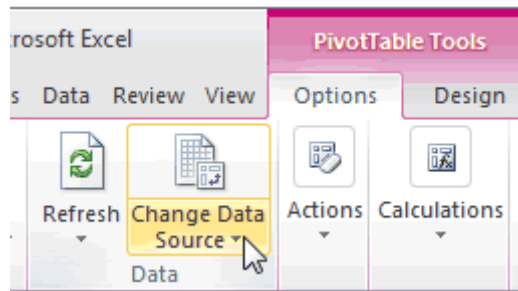 rosoft Excel
PivotTable Tools
s Data Review View Options Design
Refresh Change Data Source Actions Calculations
Data